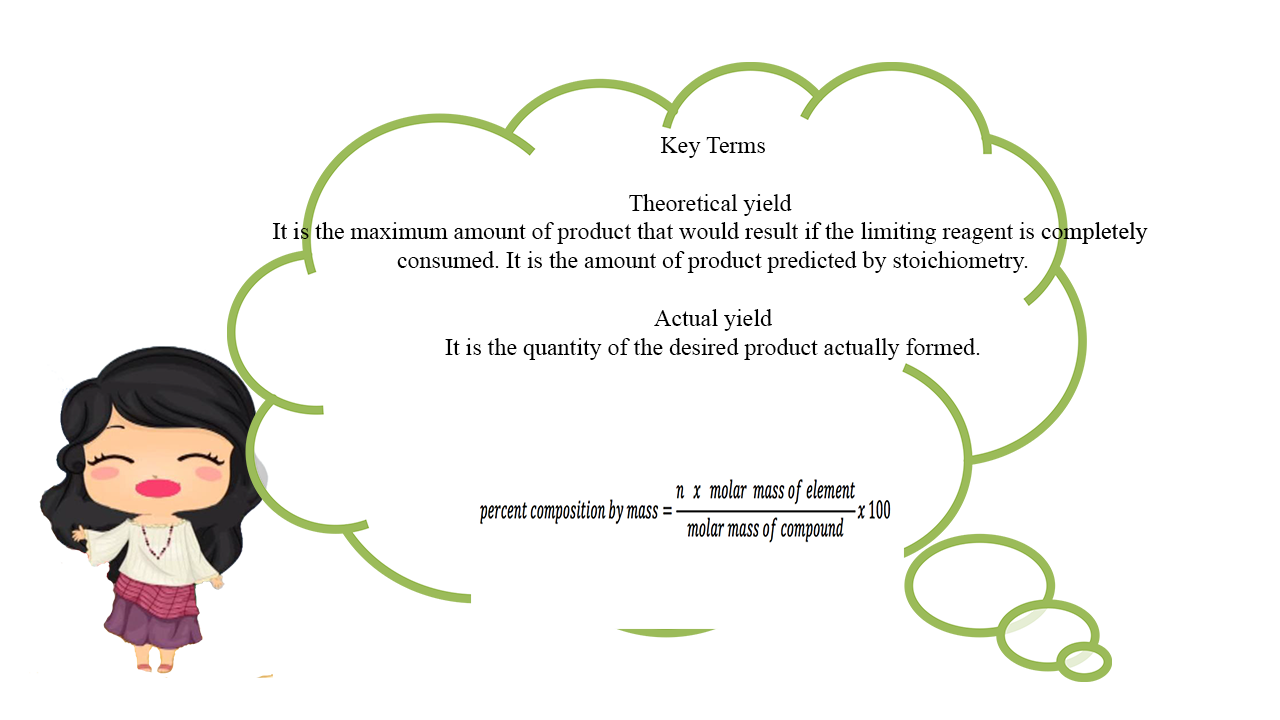 Key Terms
Theoretical yield
It is the maximum amount of product that would result if the limiting reagent is completely
consumed. It is the amount of product predicted by stoichiometry.
Actual yield
It is the quantity of the desired product actually formed.
n x molar mass of element
percent composition by mass = x 100
molar mass of compound